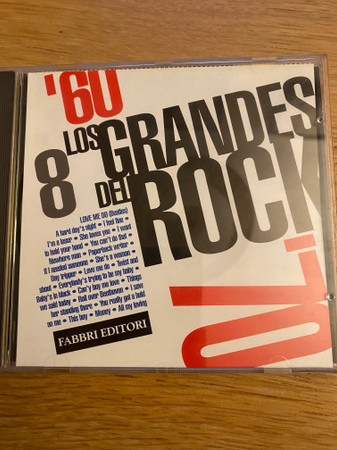 '60
LOS GRANDES
DEL ROCK
8
LOVE ME DO (Beatles)
A hard day's night • I feel fine •
I'm a loser • She loves you • I want
to hold your hand • You can't do that •
Nowhere man • Paperback writer •
If I needed someone • She's a woman •
Day tripper • Love me do • Twist and
shout • Everybody's trying to be my baby •
Baby's in black • Can't buy me love • Things
we said today • Roll over Beethoven • I saw
her standing there • You really got a hold
on me • This boy • Money • All my loving
FABBRI EDITORI
'70